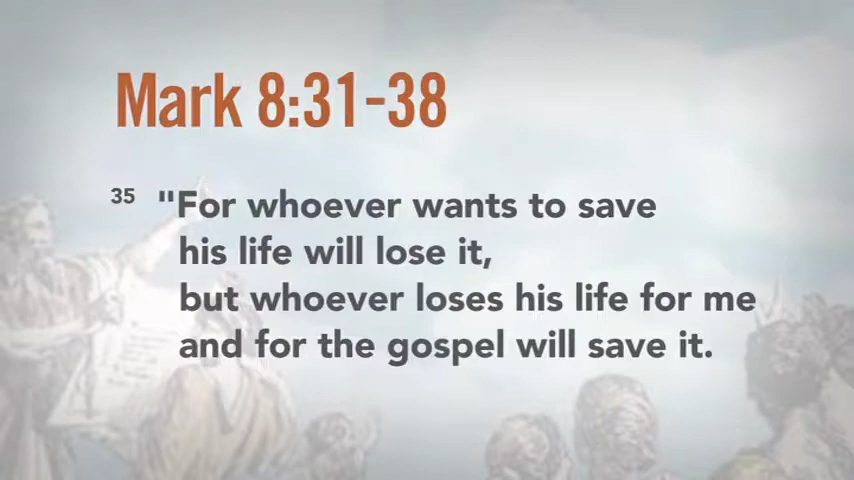 Mark 8:31-38
35 "For whoever wants to save
his life will lose it,
but whoever loses his life for me
and for the gospel will save it.